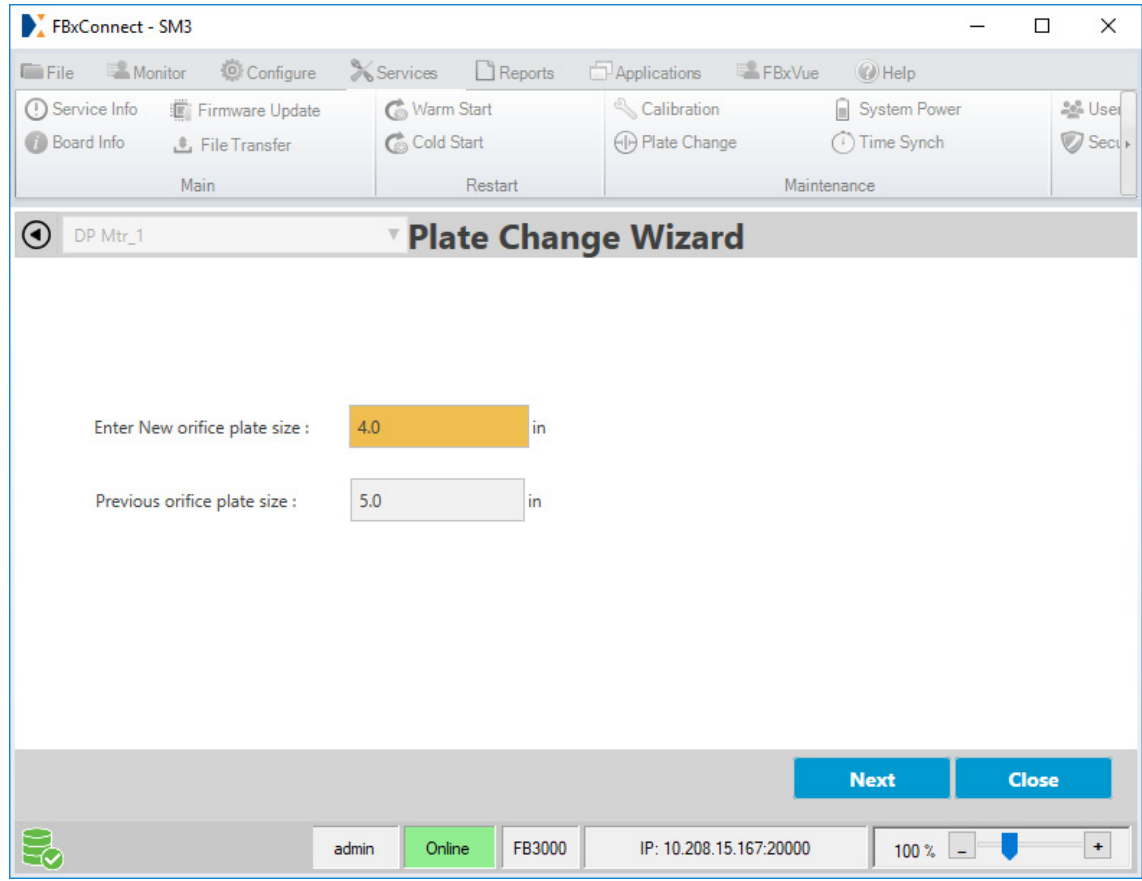 FBxConnect - SM3
File Monitor Configure Services Reports Applications FBxVue Help
Service Info Firmware Update Warm Start Calibration System Power User
Board Info File Transfer Cold Start Plate Change Time Synch Secu
Main Restart Maintenance
DP Mtr_1 Plate Change Wizard
Enter New orifice plate size : 4.0 in
Previous orifice plate size : 5.0 in
Next Close
admin Online FB3000 IP: 10.208.15.167:20000 100 % - +